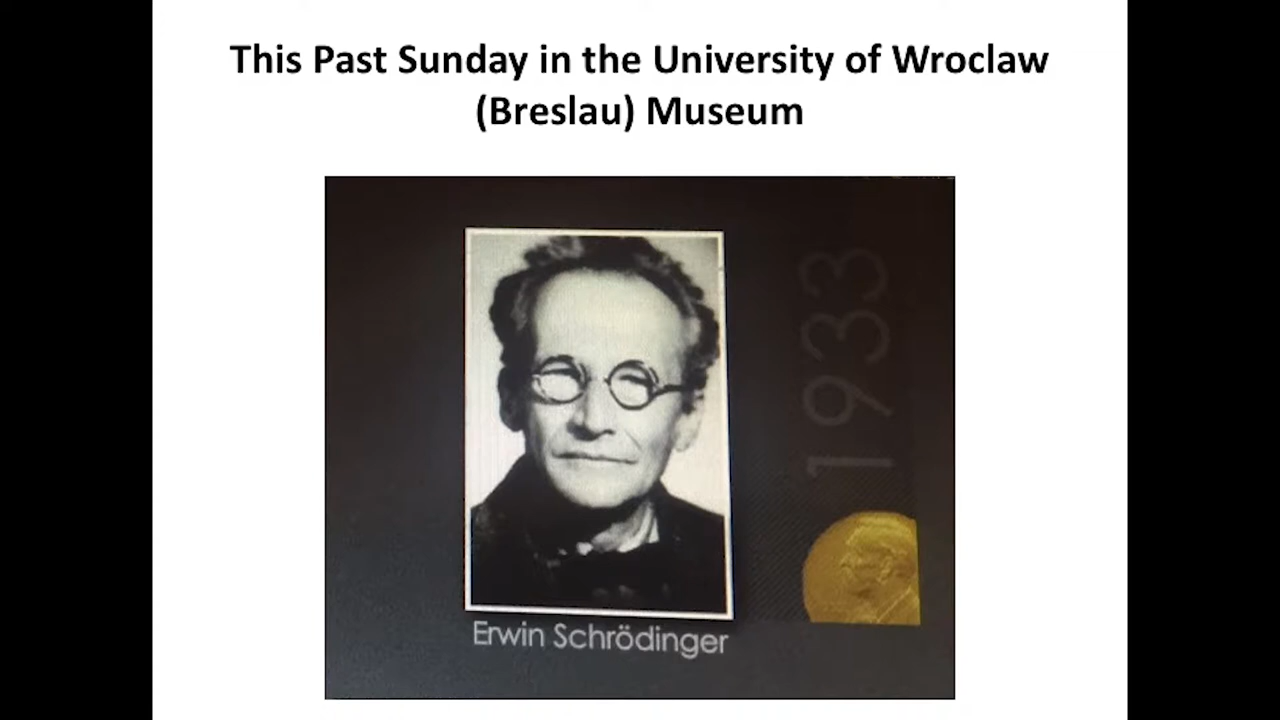 This Past Sunday in the University of Wroclaw
(Breslau) Museum
1933
Erwin Schrödinger